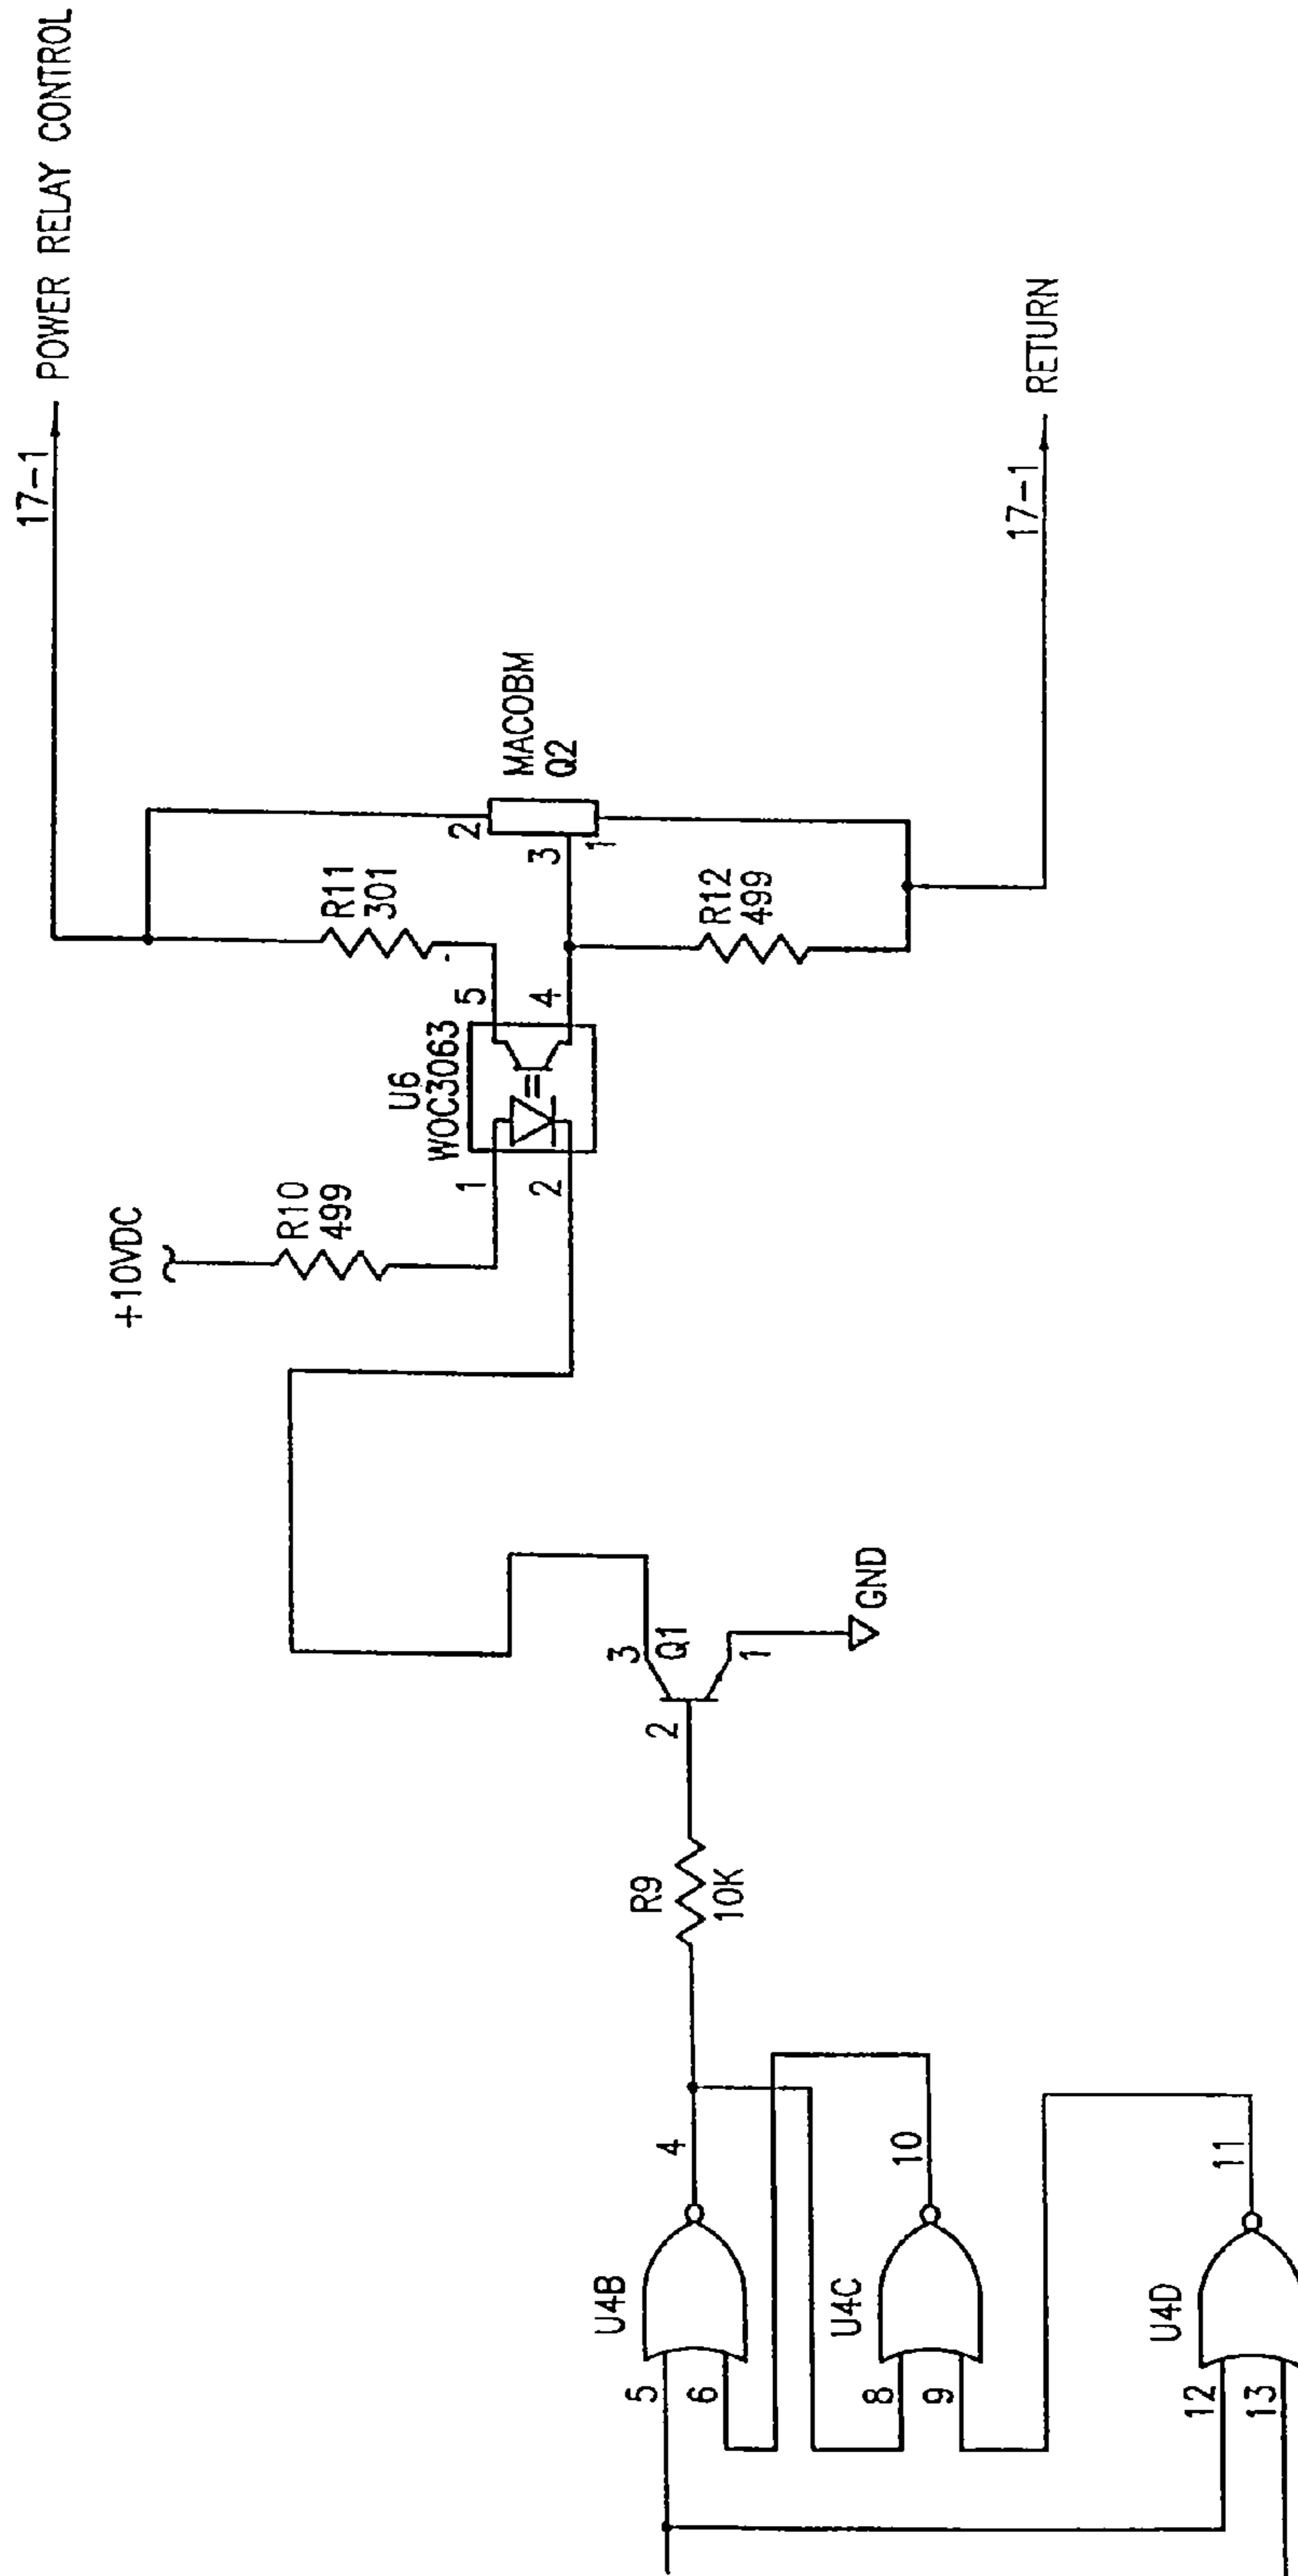 17-1
POWER RELAY CONTROL
+10VDC
R10
499
R11
301
MACOBM
Q2
2
3
1
U6
WOC3063
1
2
5
4
R12
499
17-1
RETURN
3
Q1
2
1
GND
R9
10K
U4B
5
6
4
U4C
8
9
10
U4D
12
13
11